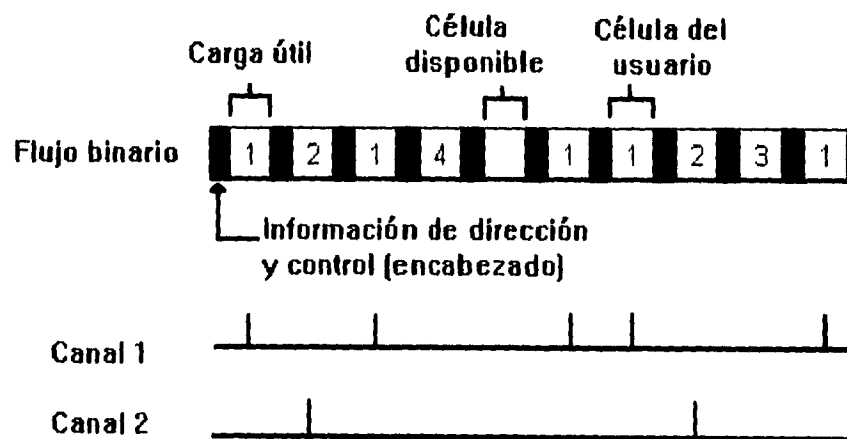 Carga útil
Célula
disponible
Célula del
usuario
Flujo binario
1 2 1 4 1 1 2 3 1
Información de dirección
y control (encabezado)
Canal 1
Canal 2